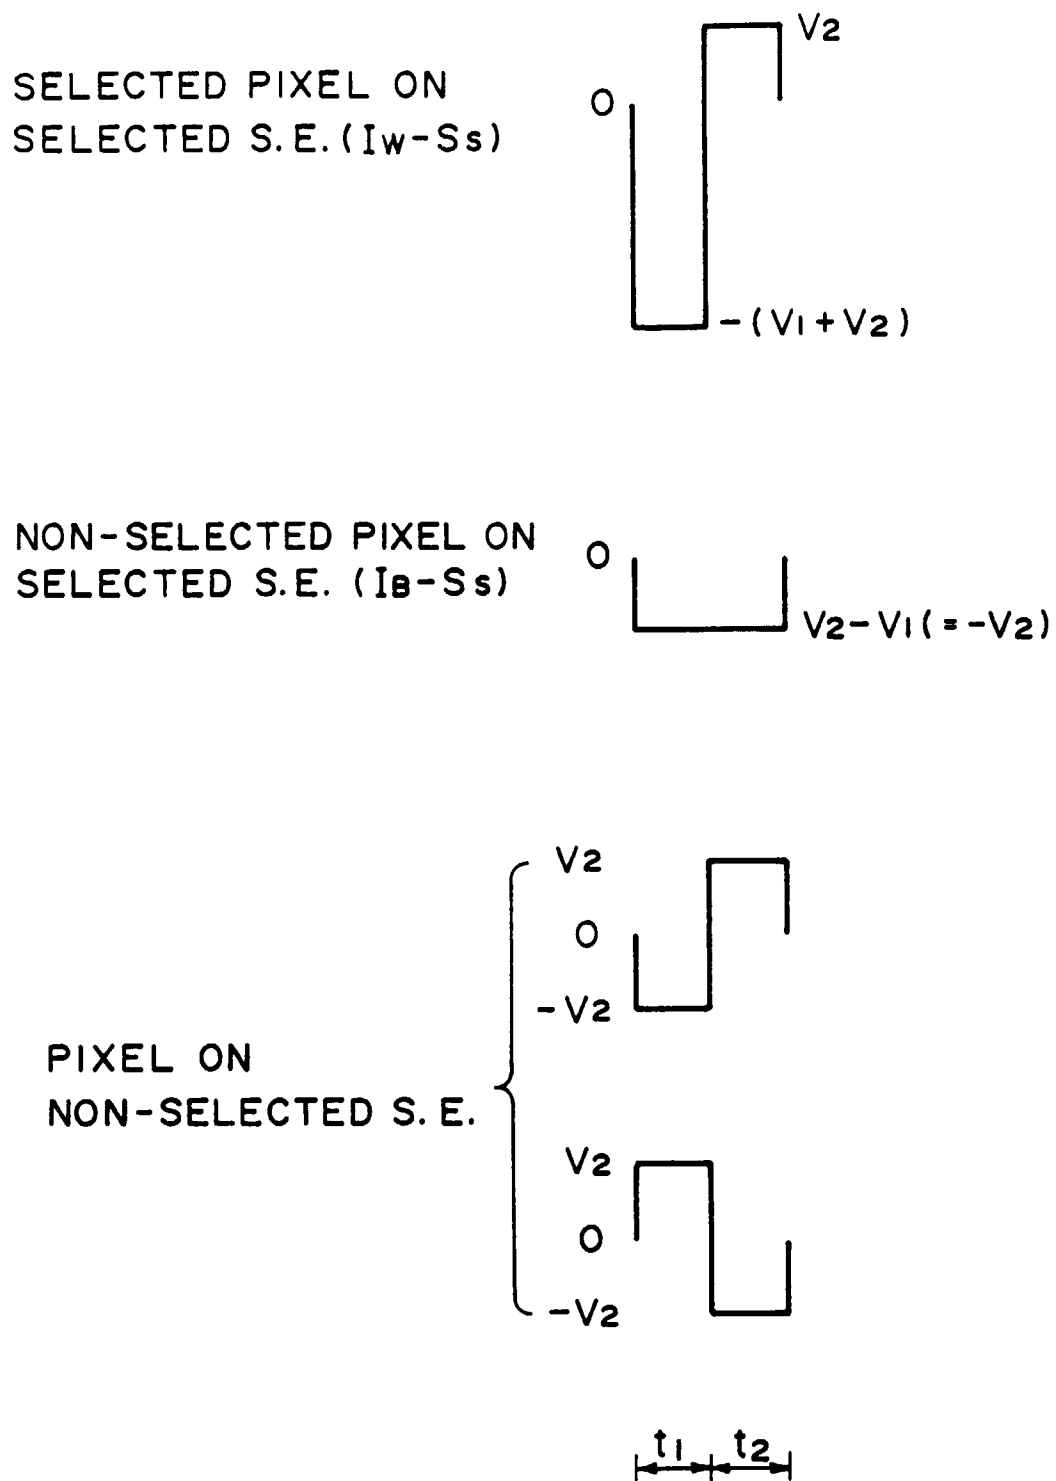 V2
SELECTED PIXEL ON
0
SELECTED S.E. (IW-SS)
-(V1+V2)
NON-SELECTED PIXEL ON
0
SELECTED S.E. (IB-SS)
V2-V1(=-V2)
V2
0
-V2
PIXEL ON
NON-SELECTED S.E.
V2
0
-V2
t1 t2